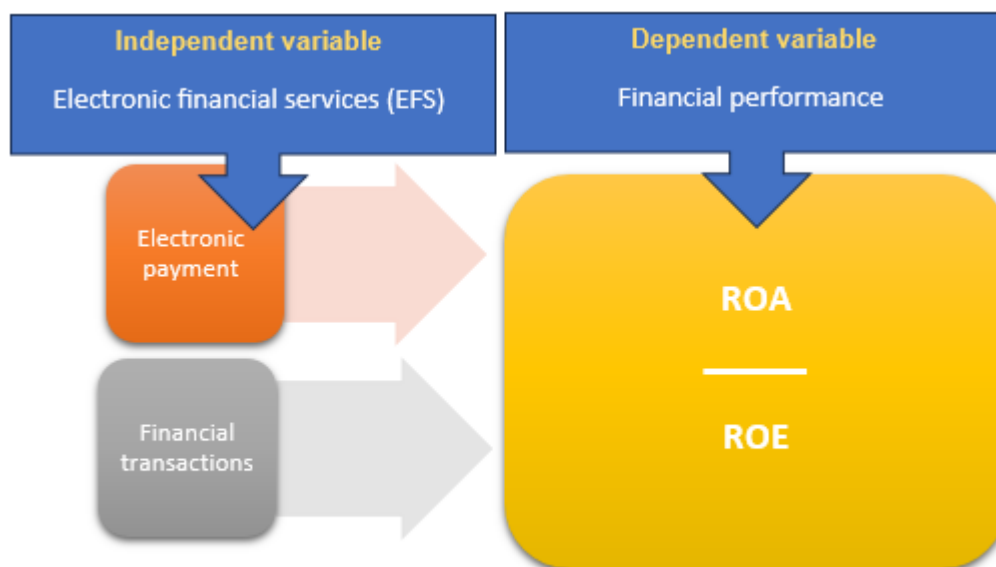 Independent variable
Electronic financial services (EFS)
Dependent variable
Financial performance
Electronic
payment
ROA
Financial
transactions
ROE